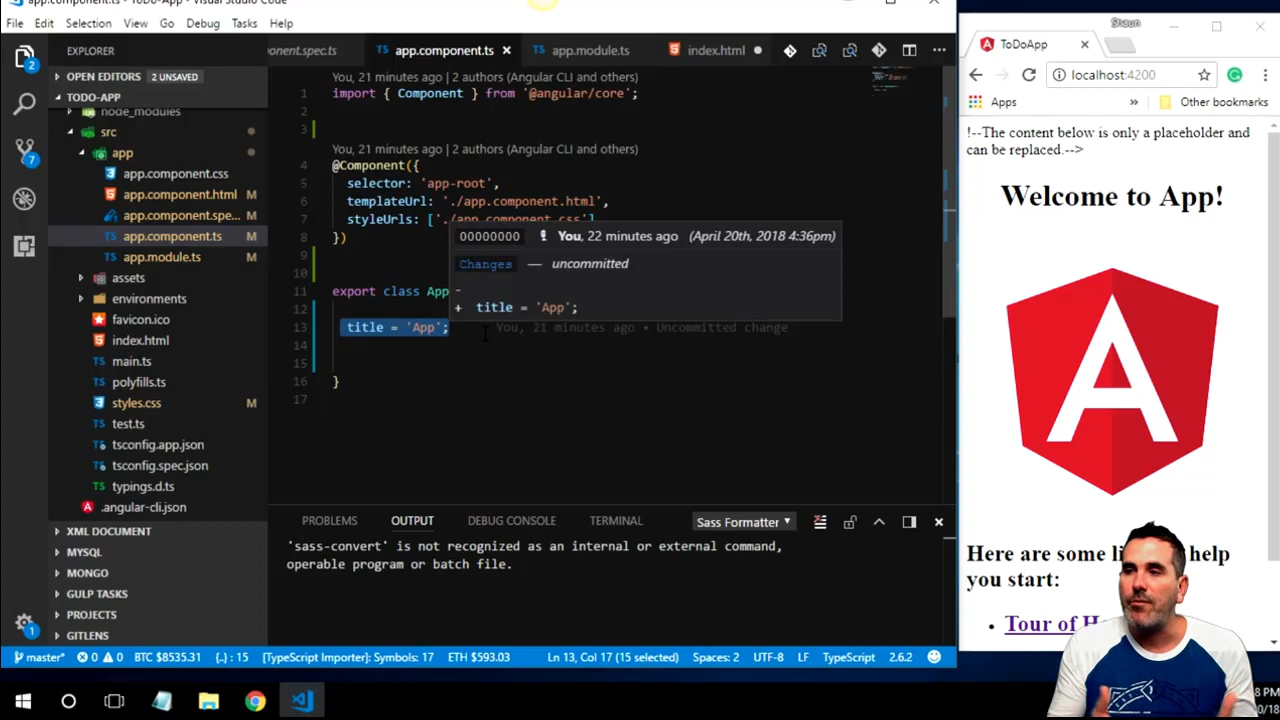 app.component.ts - ToDo-App - Visual Studio Code
File Edit Selection View Go Debug Tasks Help
EXPLORER
OPEN EDITORS 2 UNSAVED
TODO-APP
node_modules
src
app
app.component.css
app.component.html M
app.component.spe... M
app.component.ts M
app.module.ts M
assets
environments
favicon.ico
index.html
main.ts
polyfills.ts
styles.css M
test.ts
tsconfig.app.json
tsconfig.spec.json
typings.d.ts
.angular-cli.json
XML DOCUMENT
MYSQL
MONGO
GULP TASKS
PROJECTS
GITLENS
2
7
1
onent.spec.ts app.component.ts app.module.ts index.html
You, 21 minutes ago | 2 authors (Angular CLI and others)
1 import { Component } from '@angular/core';
2
3
You, 21 minutes ago | 2 authors (Angular CLI and others)
4 @Component({
5 selector: 'app-root',
6 templateUrl: './app.component.html',
7 styleUrls: ['./app.component.css']
8 })
9
10
11 export class App
12
13 title = 'App'; You, 21 minutes ago • Uncommitted change
14
15
16 }
17
00000000 You, 22 minutes ago (April 20th, 2018 4:36pm)
Changes — uncommitted
-
+ title = 'App';
PROBLEMS OUTPUT DEBUG CONSOLE TERMINAL Sass Formatter
'sass-convert' is not recognized as an internal or external command,
operable program or batch file.
master* 0 0 BTC $8535.31 {..} : 15 [TypeScript Importer]: Symbols: 17 ETH $593.03 Ln 13, Col 17 (15 selected) Spaces: 2 UTF-8 LF TypeScript 2.6.2
Shaun
ToDoApp
localhost:4200
Apps » Other bookmarks
!--The content below is only a placeholder and
can be replaced.-->
Welcome to App!
Here are some li help
you start:
Tour of H